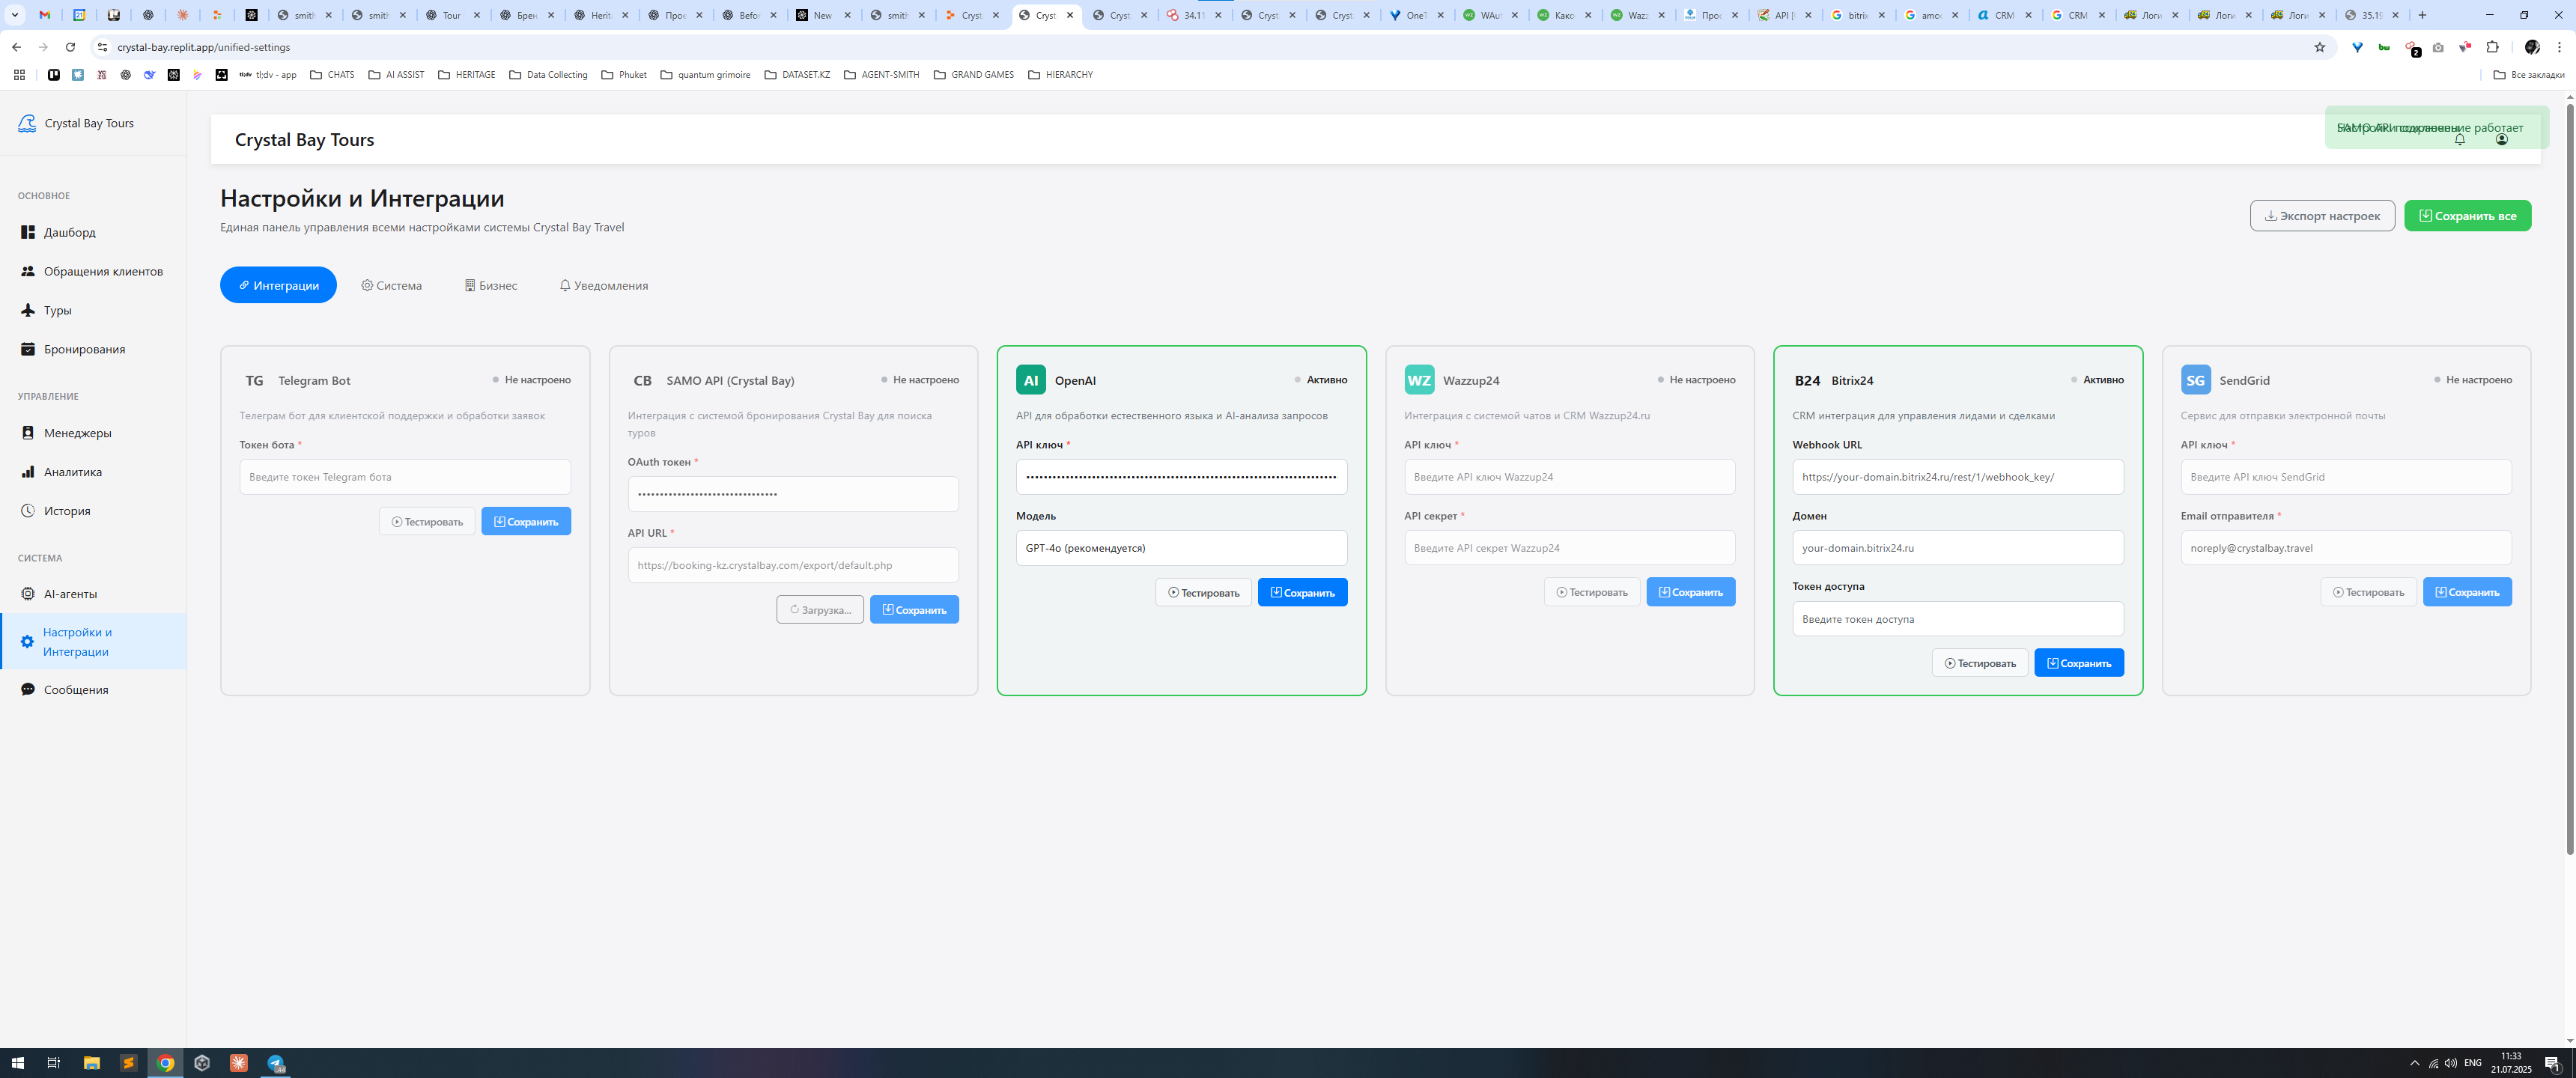 smith
smith
Tour
Брен
Herit
Прое
Befo
New
smith
Cryst
Cryst
Cryst
34.11
Cryst
Cryst
OneT
WAu
Како
Wazz
Прос
API [
bitrix
amoc
CRM
CRM
Логи
Логи
Логи
35.19
crystal-bay.replit.app/unified-settings
tl;dv - app
CHATS
AI ASSIST
HERITAGE
Data Collecting
Phuket
quantum grimoire
DATASET.KZ
AGENT-SMITH
GRAND GAMES
HIERARCHY
Все закладки
Crystal Bay Tours
ОСНОВНОЕ
Дашборд
Обращения клиентов
Туры
Бронирования
УПРАВЛЕНИЕ
Менеджеры
Аналитика
История
СИСТЕМА
AI-агенты
Настройки и
Интеграции
Сообщения
Crystal Bay Tours
SAMO API подключение работает
Настройки и Интеграции
Единая панель управления всеми настройками системы Crystal Bay Travel
Экспорт настроек
Сохранить все
Интеграции
Система
Бизнес
Уведомления
TG Telegram Bot
Не настроено
Телеграм бот для клиентской поддержки и обработки заявок
Токен бота *
Введите токен Telegram бота
Тестировать
Сохранить
CB SAMO API (Crystal Bay)
Не настроено
Интеграция с системой бронирования Crystal Bay для поиска
туров
OAuth токен *
API URL *
https://booking-kz.crystalbay.com/export/default.php
Загрузка...
Сохранить
AI OpenAI
Активно
API для обработки естественного языка и AI-анализа запросов
API ключ *
Модель
GPT-4o (рекомендуется)
Тестировать
Сохранить
WZ Wazzup24
Не настроено
Интеграция с системой чатов и CRM Wazzup24.ru
API ключ *
Введите API ключ Wazzup24
API секрет *
Введите API секрет Wazzup24
Тестировать
Сохранить
B24 Bitrix24
Активно
CRM интеграция для управления лидами и сделками
Webhook URL
https://your-domain.bitrix24.ru/rest/1/webhook_key/
Домен
your-domain.bitrix24.ru
Токен доступа
Введите токен доступа
Тестировать
Сохранить
SG SendGrid
Не настроено
Сервис для отправки электронной почты
API ключ *
Введите API ключ SendGrid
Email отправителя *
noreply@crystalbay.travel
Тестировать
Сохранить
ENG
11:33
21.07.2025